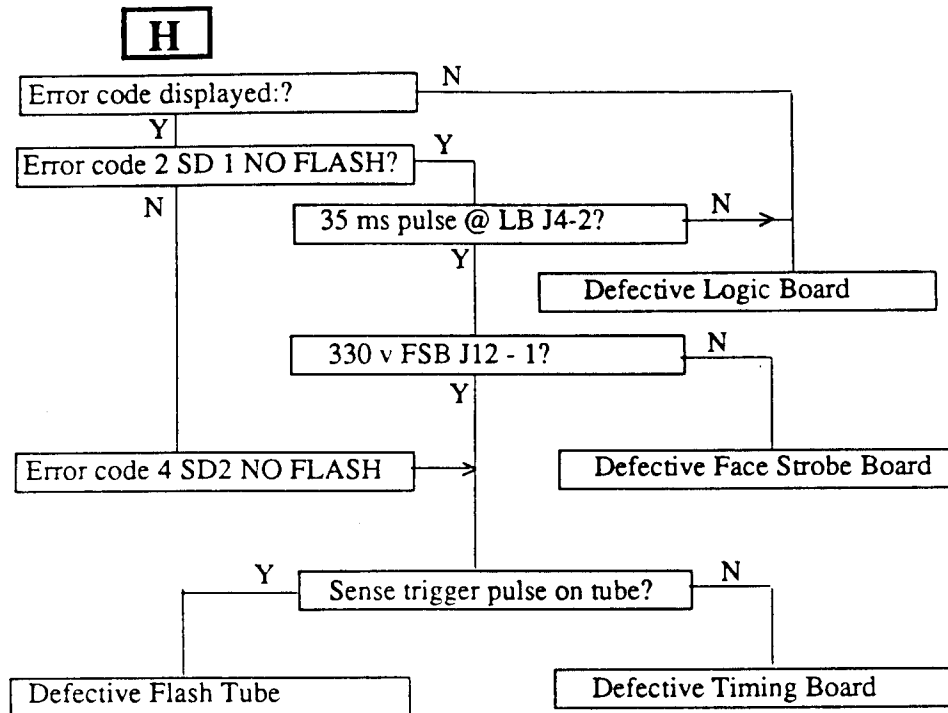 H
N
Error code displayed:?
Y
Y
Error code 2 SD 1 NO FLASH?
N
35 ms pulse @ LB J4-2?
N
Y
Defective Logic Board
330 v FSB J12 - 1?
N
Y
Error code 4 SD2 NO FLASH
Defective Face Strobe Board
Y
Sense trigger pulse on tube?
N
Defective Flash Tube
Defective Timing Board